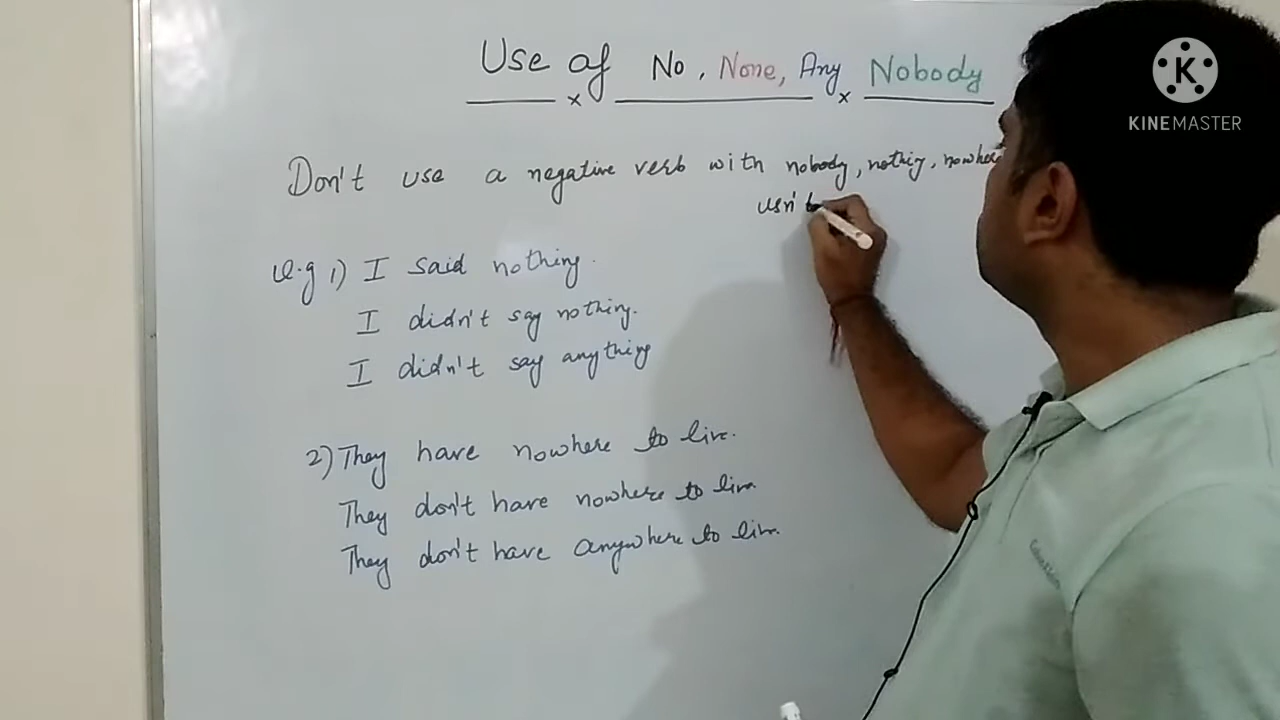 Use of No, None, Any Nobody
KINEMASTER
Don't use a negative verb with nobody, nothing, nowhere
e.g 1) I said nothing.
I didn't say nothing.
I didn't say anything
2) They have nowhere to live.
They don't have nowhere to live
They don't have anywhere to live.